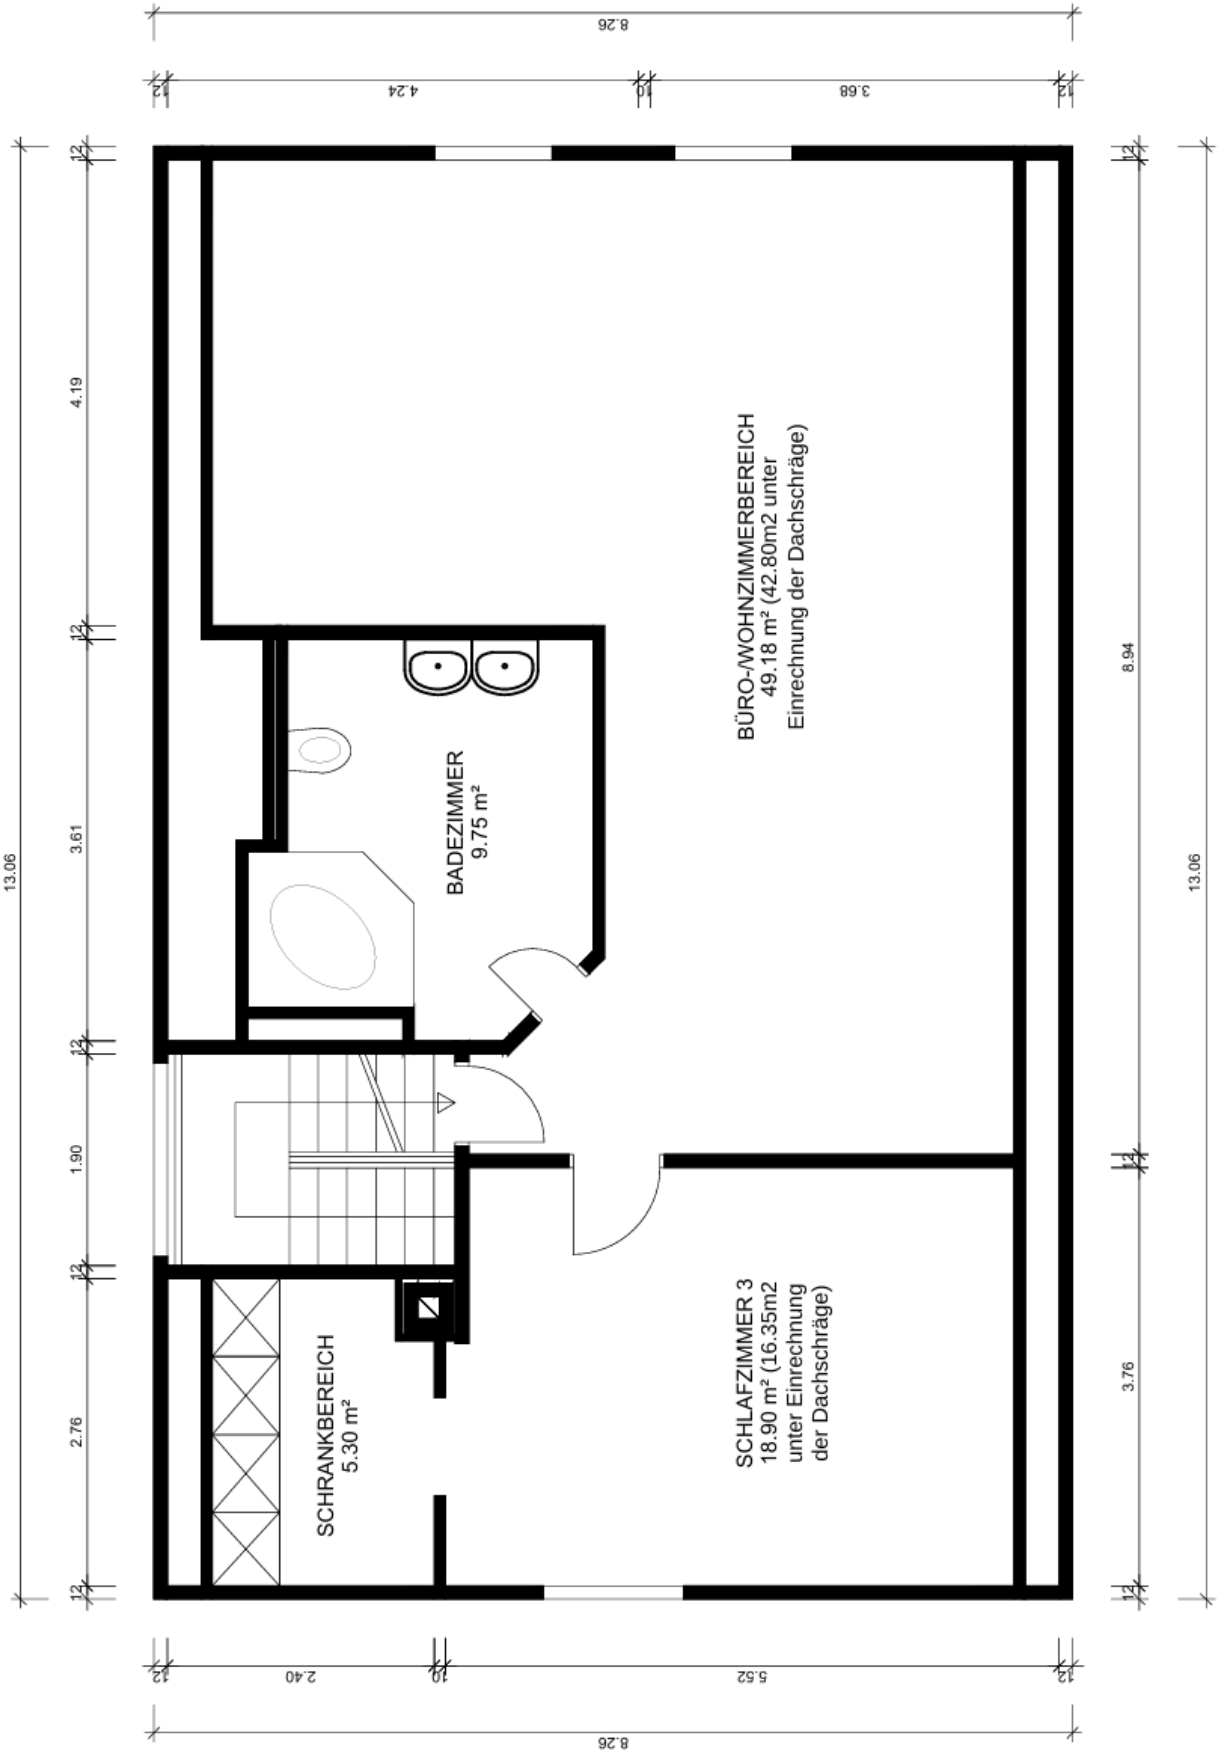 8.26
12
4.24
10
3.68
12
13.06
12
4.19
12
3.61
12
1.90
12
2.76
12
12
8.94
12
3.76
12
13.06
BÜRO-/WOHNZIMMERBEREICH
49.18 m² (42.80m2 unter
Einrechnung der Dachschräge)
BADEZIMMER
9.75 m²
SCHRANKBEREICH
5.30 m²
SCHLAFZIMMER 3
18.90 m² (16.35m2
unter Einrechnung
der Dachschräge)
12
2.40
10
5.52
12
8.26